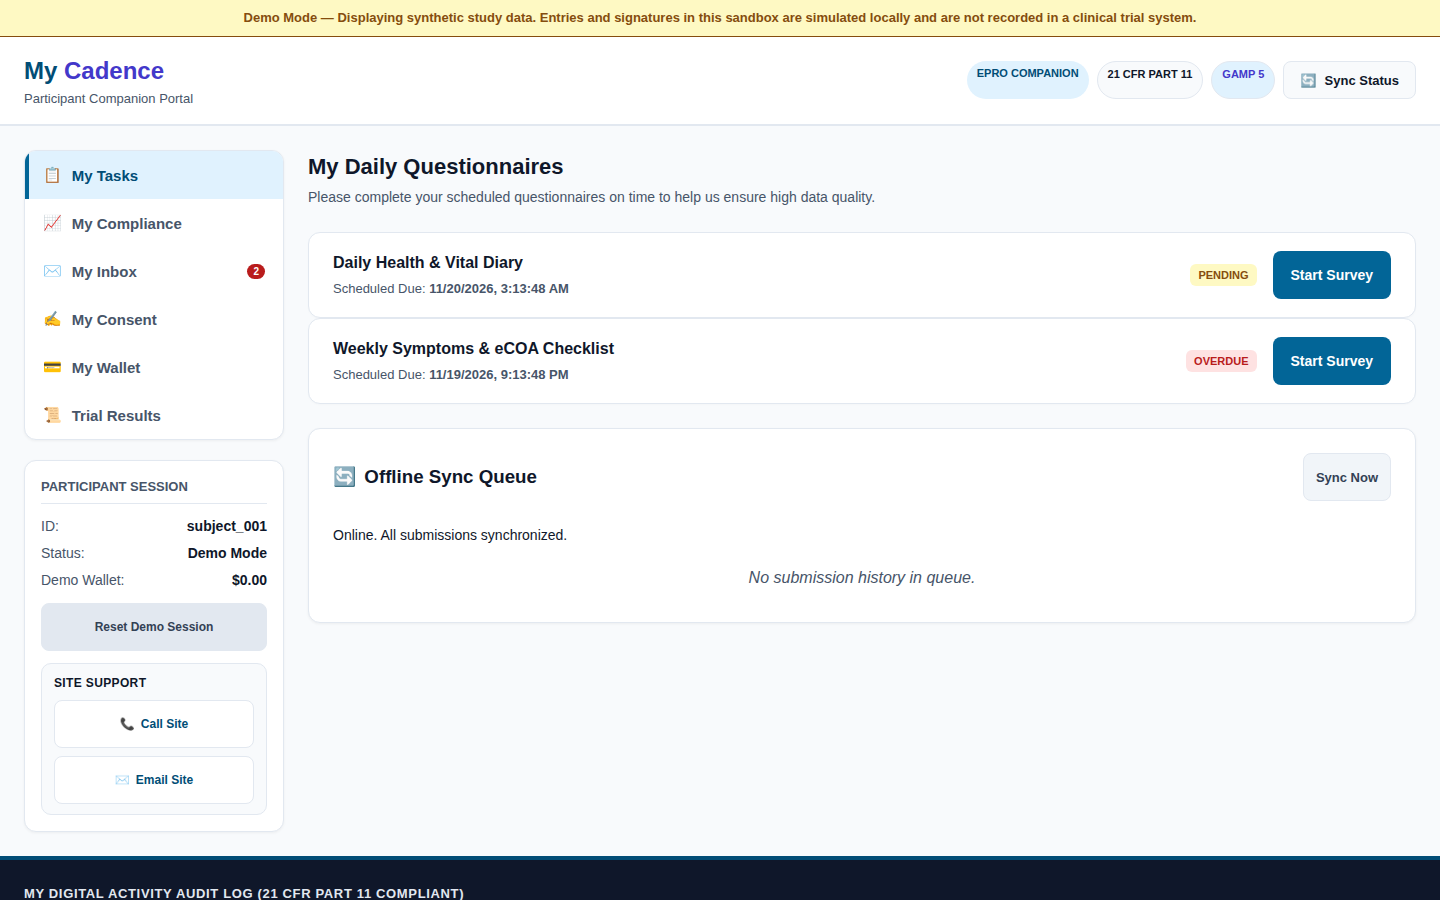 Demo Mode — Displaying synthetic study data. Entries and signatures in this sandbox are simulated locally and are not recorded in a clinical trial system.
My Cadence
Participant Companion Portal
EPRO COMPANION
21 CFR PART 11
GAMP 5
Sync Status
My Tasks
My Compliance
My Inbox
2
My Consent
My Wallet
Trial Results
PARTICIPANT SESSION
ID: subject_001
Status: Demo Mode
Demo Wallet: $0.00
Reset Demo Session
SITE SUPPORT
Call Site
Email Site
My Daily Questionnaires
Please complete your scheduled questionnaires on time to help us ensure high data quality.
Daily Health & Vital Diary
Scheduled Due: 11/20/2026, 3:13:48 AM
PENDING
Start Survey
Weekly Symptoms & eCOA Checklist
Scheduled Due: 11/19/2026, 9:13:48 PM
OVERDUE
Start Survey
Offline Sync Queue
Sync Now
Online. All submissions synchronized.
No submission history in queue.
MY DIGITAL ACTIVITY AUDIT LOG (21 CFR PART 11 COMPLIANT)